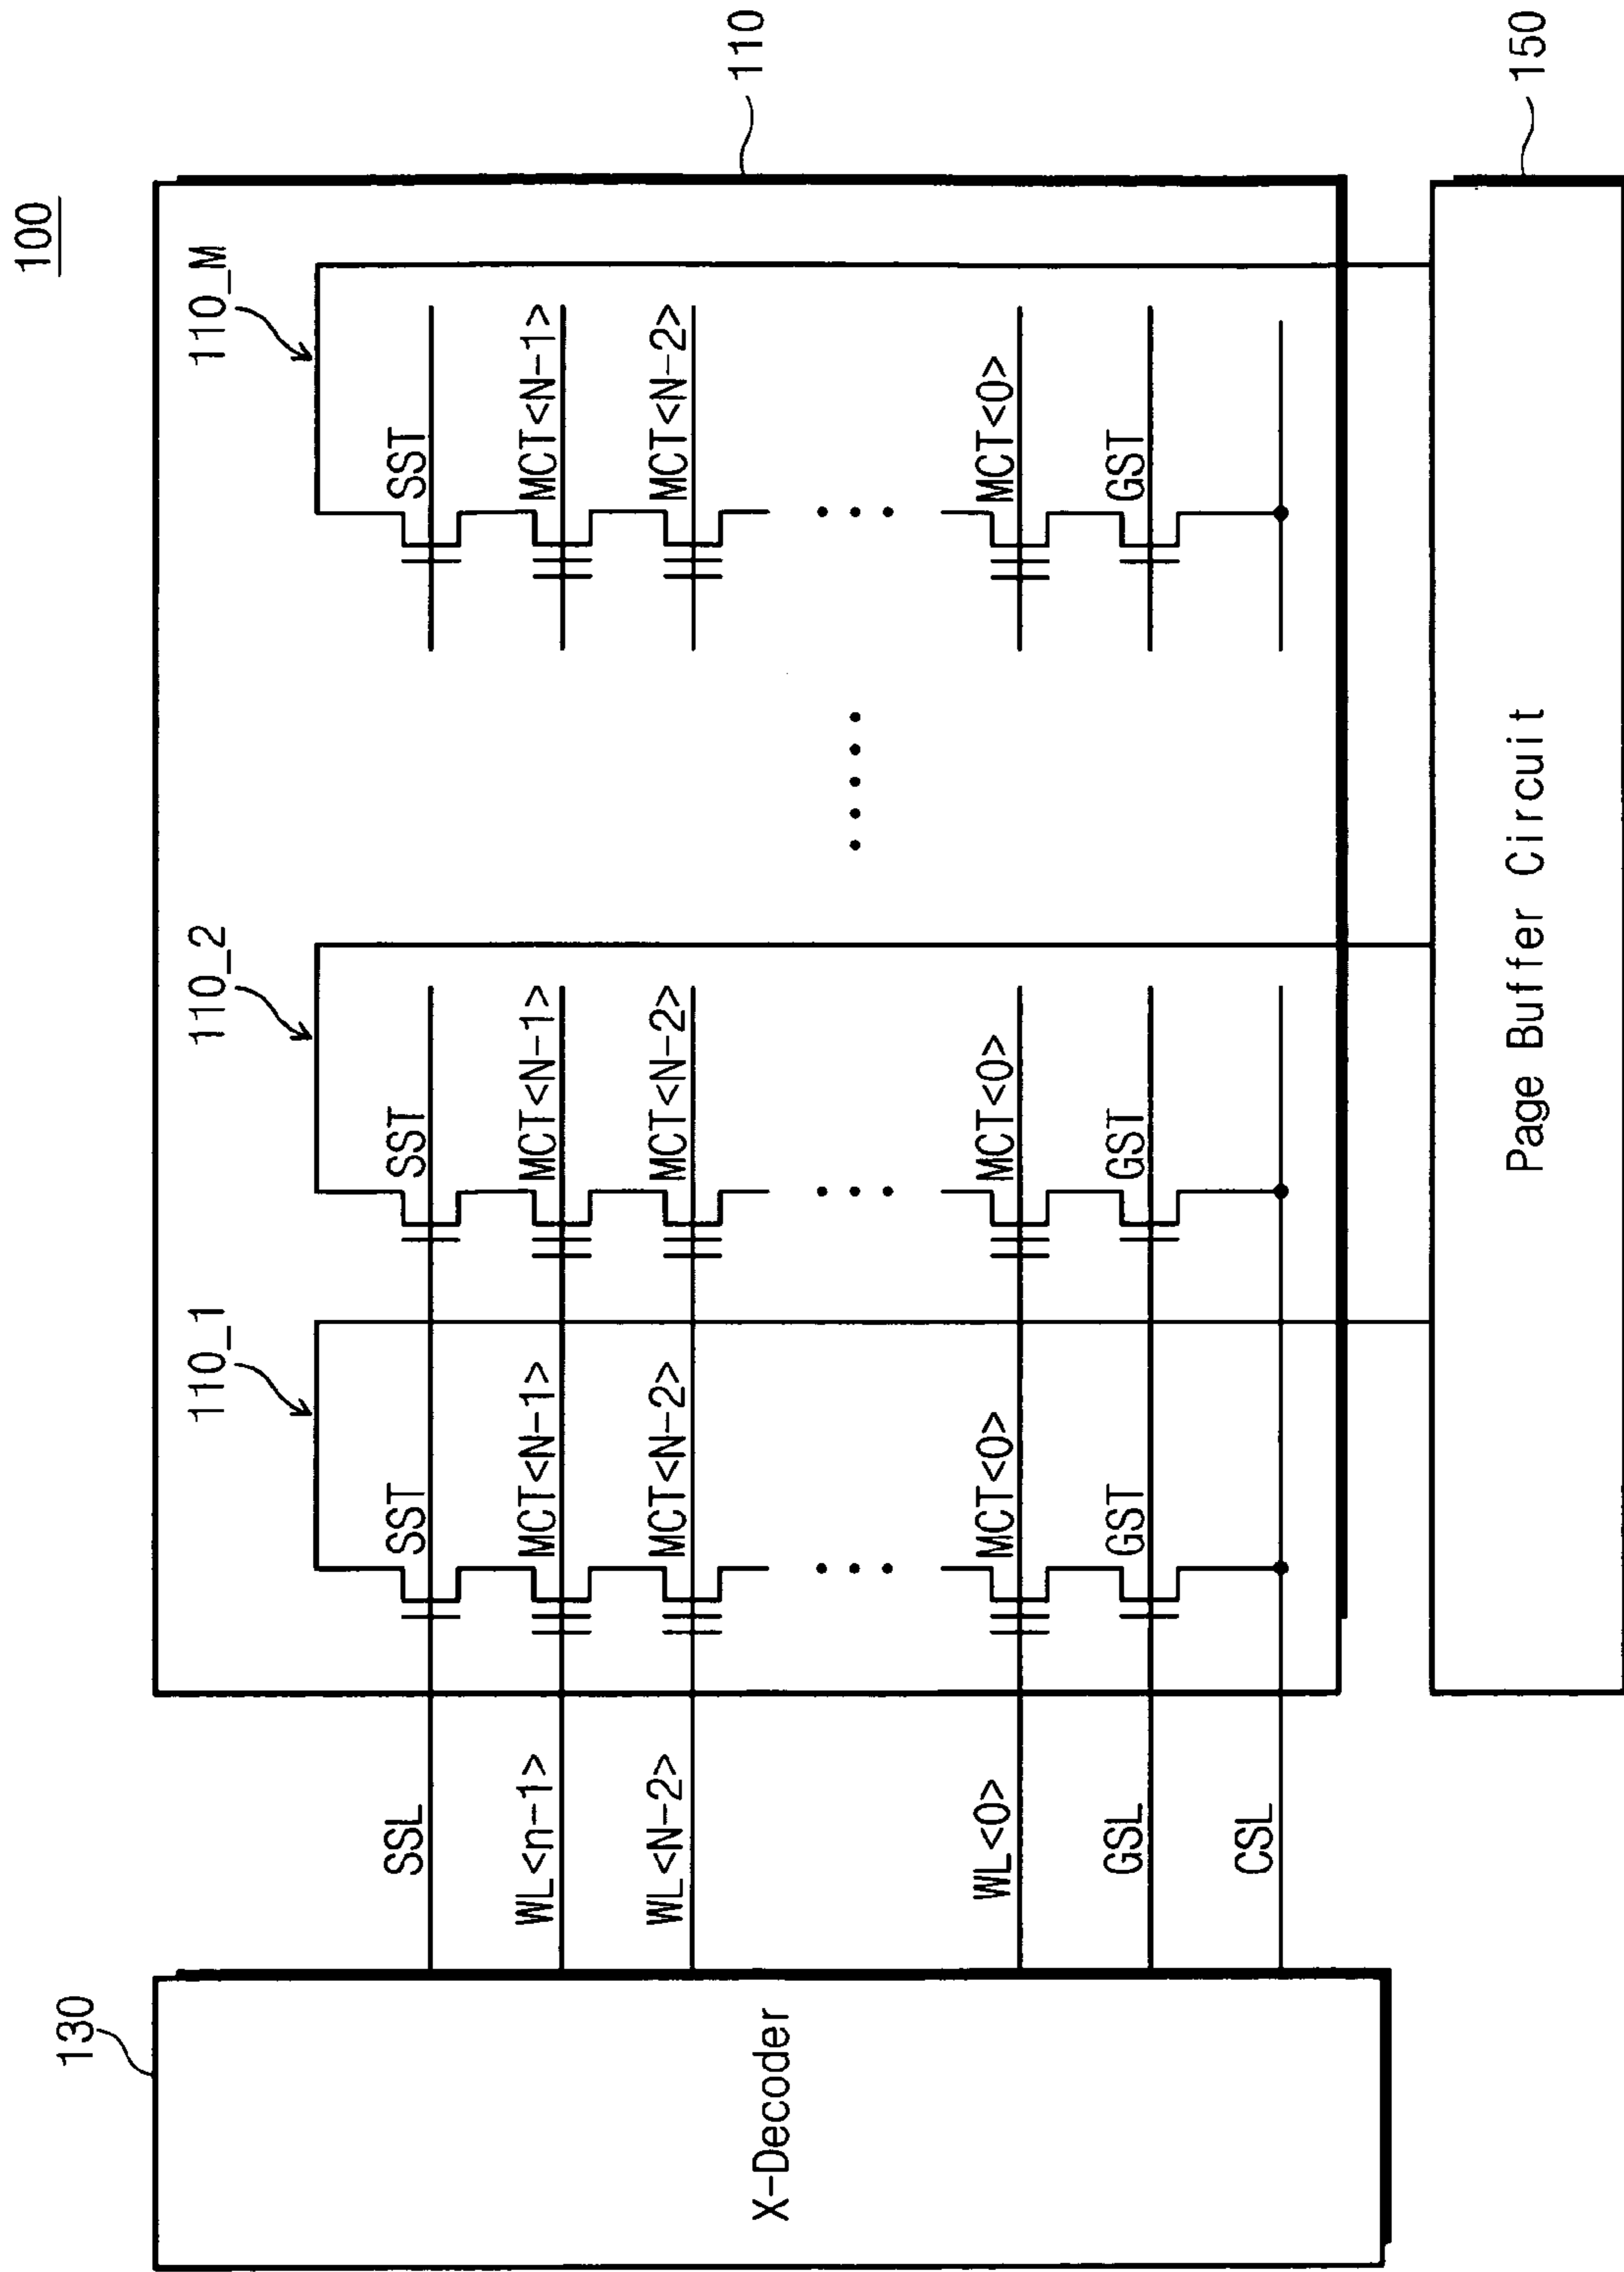 100
110_1
110_2
110_M
130
110
SSL
SST
SST
SST
WL<n-1>
MCT<N-1>
MCT<N-1>
MCT<N-1>
WL<N-2>
MCT<N-2>
MCT<N-2>
MCT<N-2>
X-Decoder
WL<0>
MCT<0>
MCT<0>
MCT<0>
GSL
GST
GST
GST
CSL
Page Buffer Circuit
150